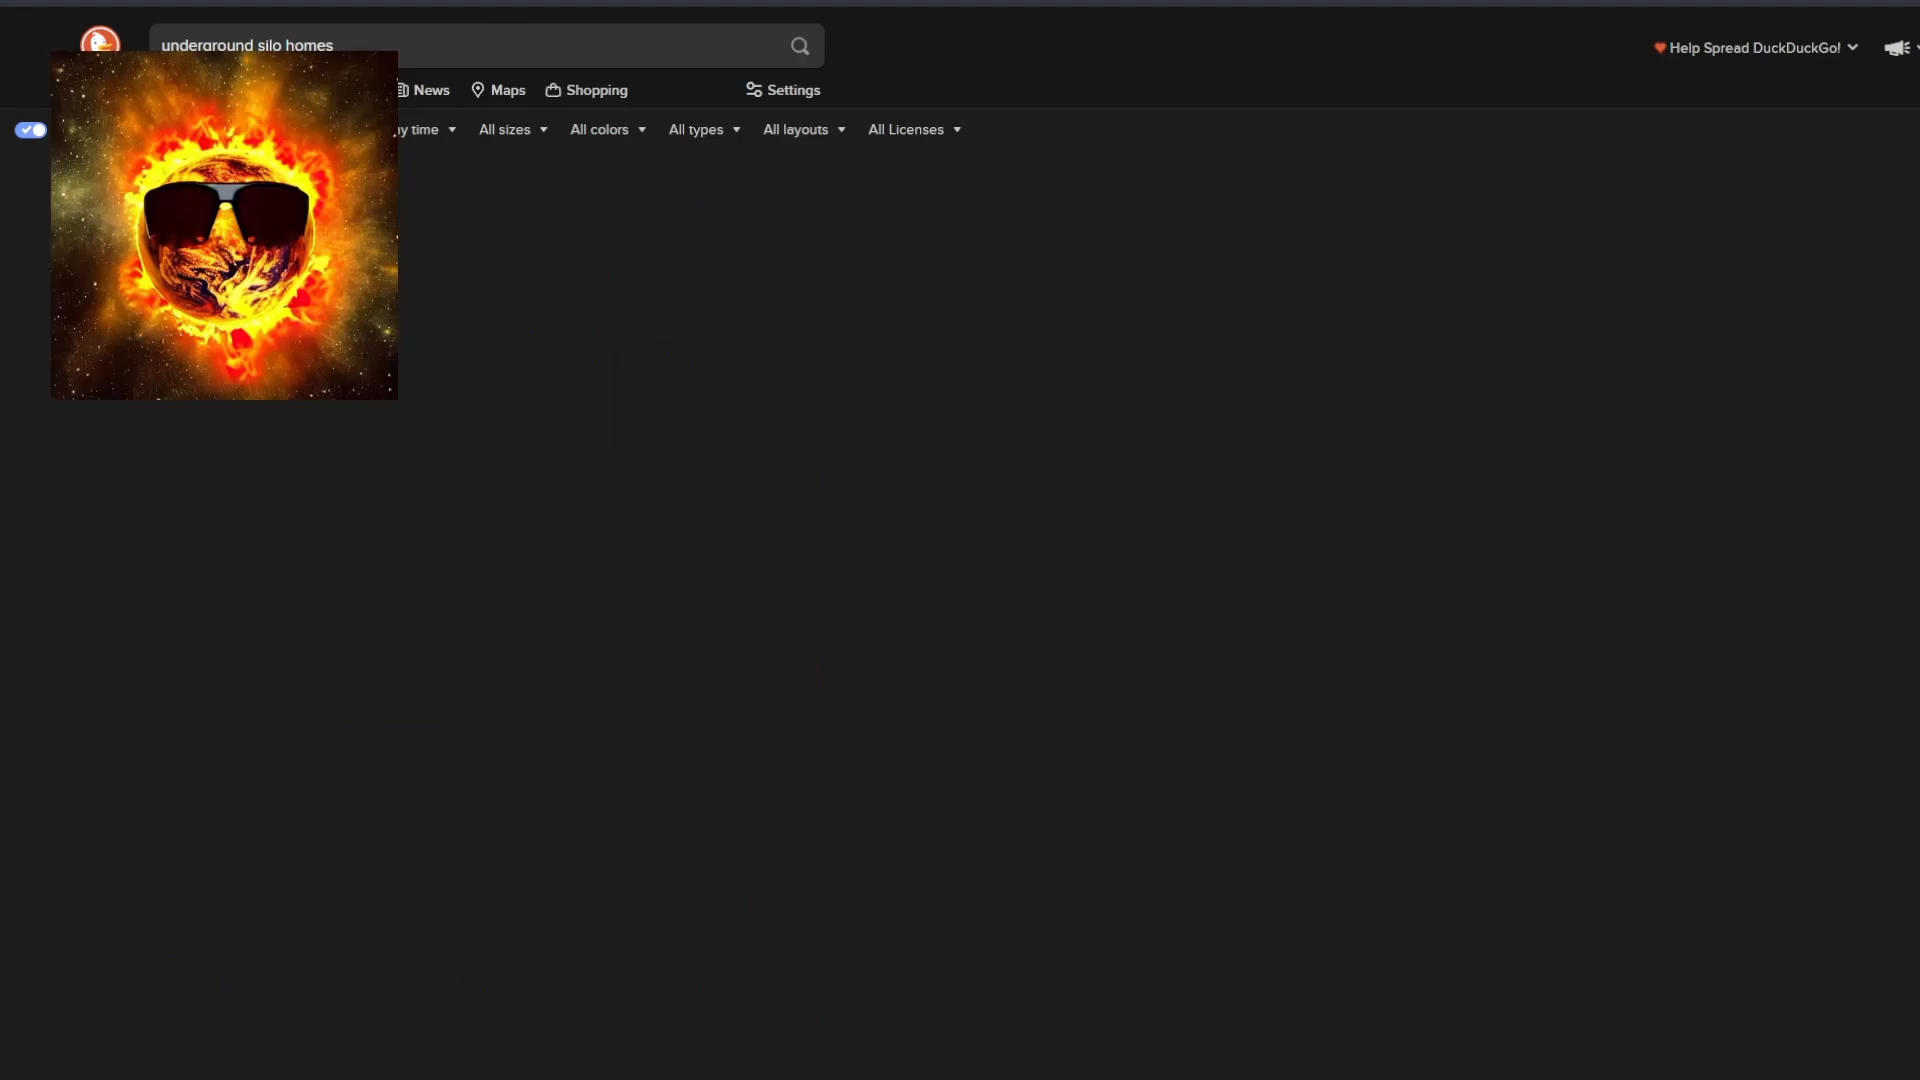 underground silo homes
Help Spread DuckDuckGo!
News Maps Shopping Settings
time All sizes All colors All types All layouts All Licenses